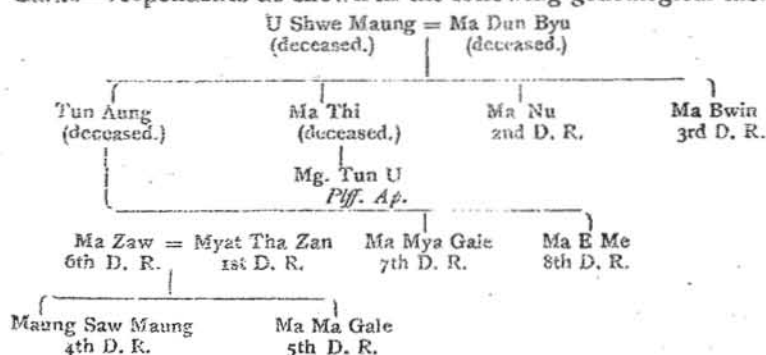 U Shwe Maung = Ma Dun Byu
(deceased.) (deceased.)
Tun Aung Ma Thi Ma Nu Ma Bwin
(deceased.) (deceased.) 2nd D. R. 3rd D. R.
Mg. Tun U
Plff. Ap.
Ma Zaw = Myat Tha Zan Ma Mya Gale Ma E Me
6th D. R. 1st D. R. 7th D. R. 8th D. R.
Maung Saw Maung Ma Ma Gale
4th D. R. 5th D. R.